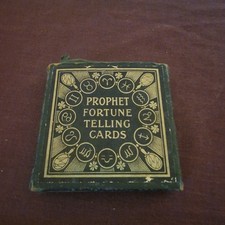 PROPHET
FORTUNE
TELLING
CARDS